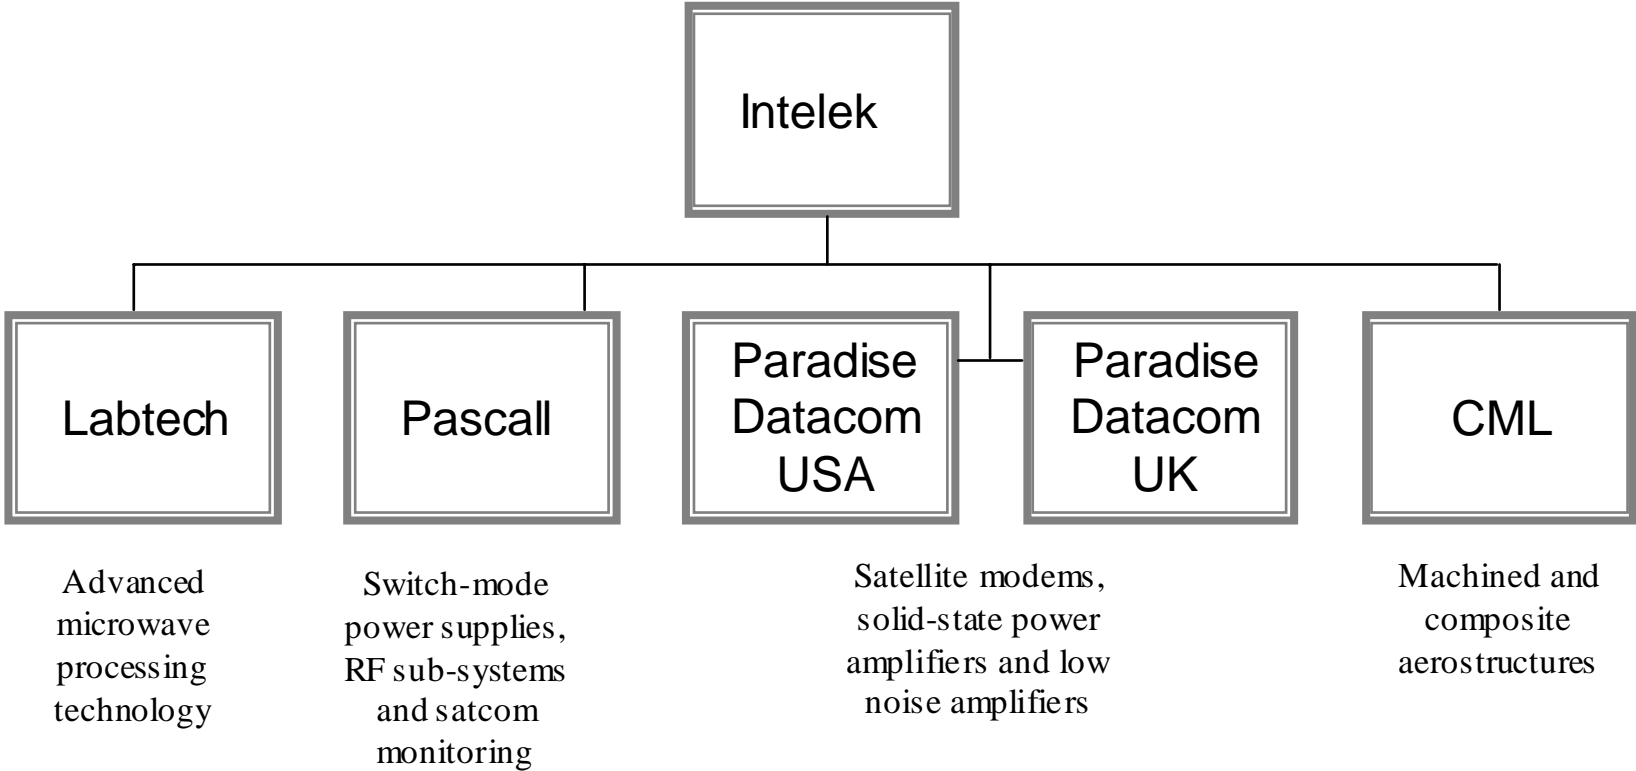 Intelek
Labtech
Pascall
Paradise
Datacom
USA
Paradise
Datacom
UK
CML
Advanced
microwave
processing
technology
Switch-mode
power supplies,
RF sub-systems
and satcom
monitoring
Satellite modems,
solid-state power
amplifiers and low
noise amplifiers
Machined and
composite
aerostructures